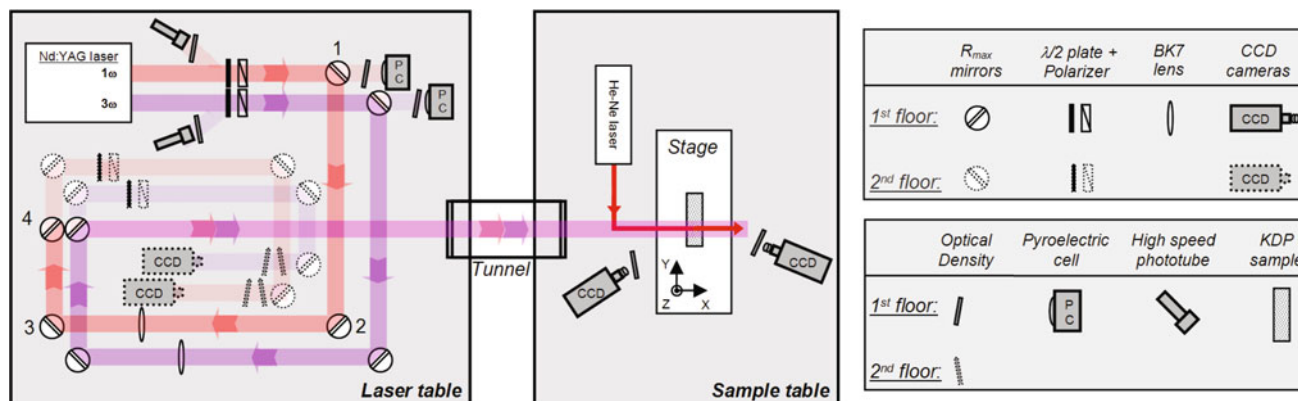 Nd:YAG laser
1ω
3ω
1
P
C
P
C
4
CCD
CCD
3
2
Laser table
Tunnel
He-Ne laser
Stage
Y
Z
X
CCD
CCD
Sample table
Rmax mirrors
λ/2 plate + Polarizer
BK7 lens
CCD cameras
1st floor:
CCD
2nd floor:
CCD
Optical Density
Pyroelectric cell
High speed phototube
KDP sample
1st floor:
P
C
2nd floor: